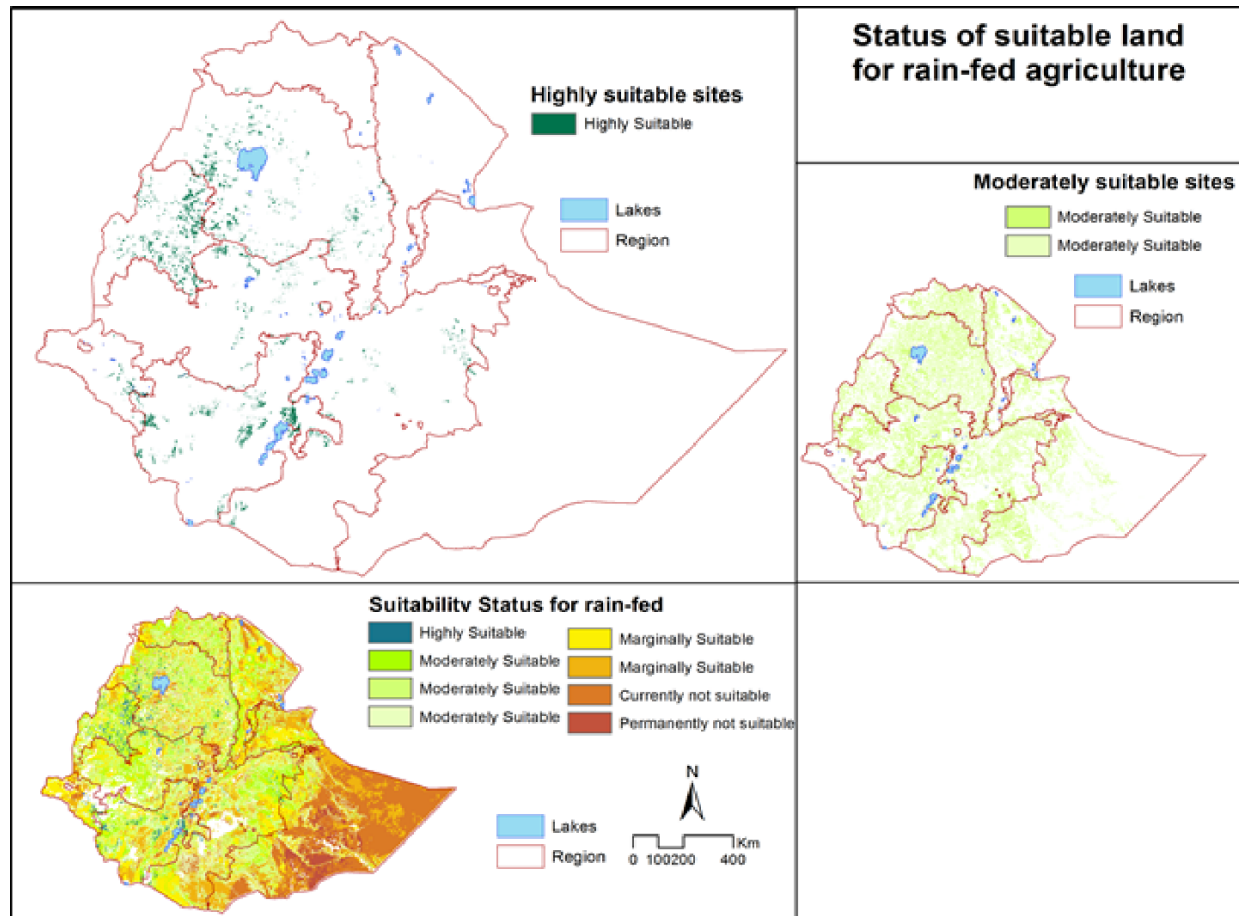 Status of suitable land
for rain-fed agriculture
Highly suitable sites
Highly Suitable
Lakes
Region
Moderately suitable sites
Moderately Suitable
Moderately Suitable
Lakes
Region
Suitability Status for rain-fed
Highly Suitable
Moderately Suitable
Moderately Suitable
Moderately Suitable
Marginally Suitable
Marginally Suitable
Currently not suitable
Permanently not suitable
Lakes
Region
N
Km
0 100200 400